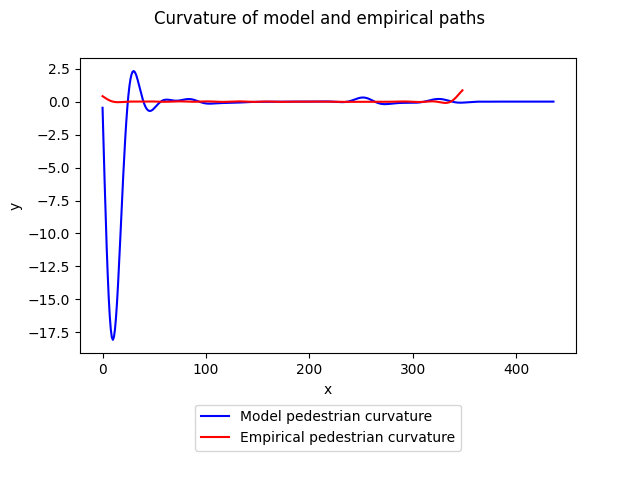 Curvature of model and empirical paths
2.5
0.0
−2.5
−5.0
−7.5
−10.0
−12.5
−15.0
−17.5
y
0 100 200 300 400
x
Model pedestrian curvature
Empirical pedestrian curvature